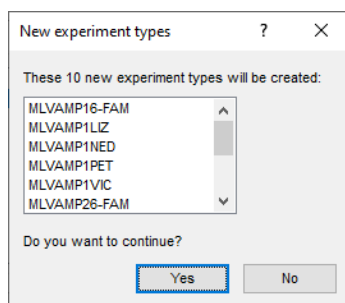 New experiment types ? X
These 10 new experiment types will be created:
MLVAMP16-FAM
MLVAMP1LIZ
MLVAMP1NED
MLVAMP1PET
MLVAMP1VIC
MLVAMP26-FAM
Do you want to continue?
Yes No